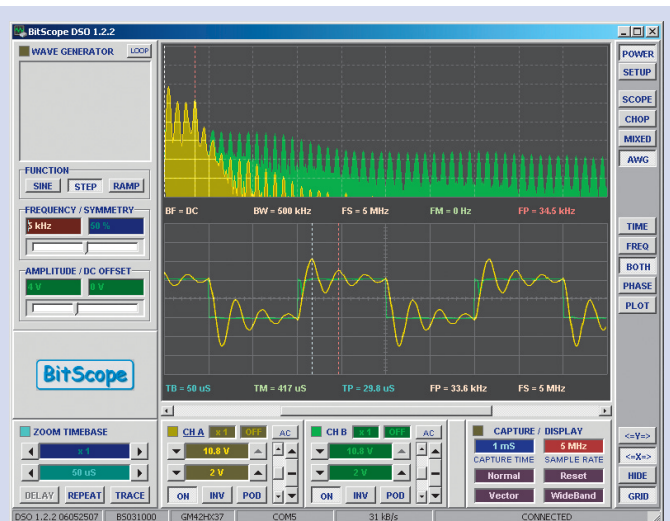 BitScope DSO 1.2.2
WAVE GENERATOR LOOP
FUNCTION
SINE STEP RAMP
FREQUENCY / SYMMETRY
5 kHz 50 %
AMPLITUDE / DC OFFSET
4 V 0 V
BitScope
BF = DC BW = 500 kHz FS = 5 MHz FM = 0 Hz FP = 34.5 kHz
TB = 50 uS TM = 417 uS TP = 29.8 uS FP = 33.6 kHz FS = 5 MHz
POWER
SETUP
SCOPE
CHOP
MIXED
AWG
TIME
FREQ
BOTH
PHASE
PLOT
ZOOM TIMEBASE
x 1
50 uS
DELAY REPEAT TRACE
CH A x 1 OFF AC
10.8 V
2 V
ON INV POD
CH B x 1 OFF AC
10.8 V
2 V
ON INV POD
CAPTURE / DISPLAY
1 mS 5 MHz
CAPTURE TIME SAMPLE RATE
Normal Reset
Vector WideBand
<=Y=>
<=X=>
HIDE
GRID
DSO 1.2.2 06052507 BS031000 GM42HX37 COM5 31 kB/s CONNECTED